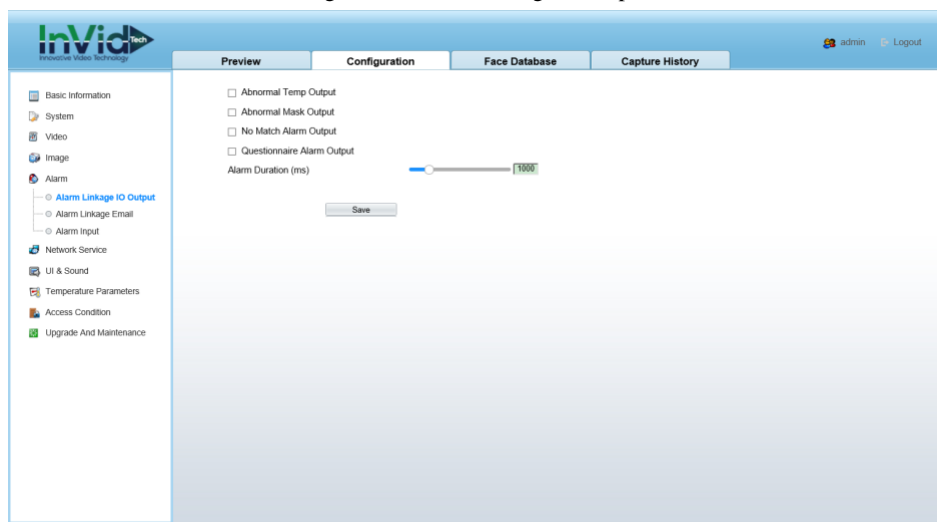 InVid Tech
Innovative Video Technology
admin Logout
Preview Configuration Face Database Capture History
Basic Information
System
Video
Image
Alarm
Alarm Linkage IO Output
Alarm Linkage Email
Alarm Input
Network Service
UI & Sound
Temperature Parameters
Access Condition
Upgrade And Maintenance
Abnormal Temp Output
Abnormal Mask Output
No Match Alarm Output
Questionnaire Alarm Output
Alarm Duration (ms) 1000
Save